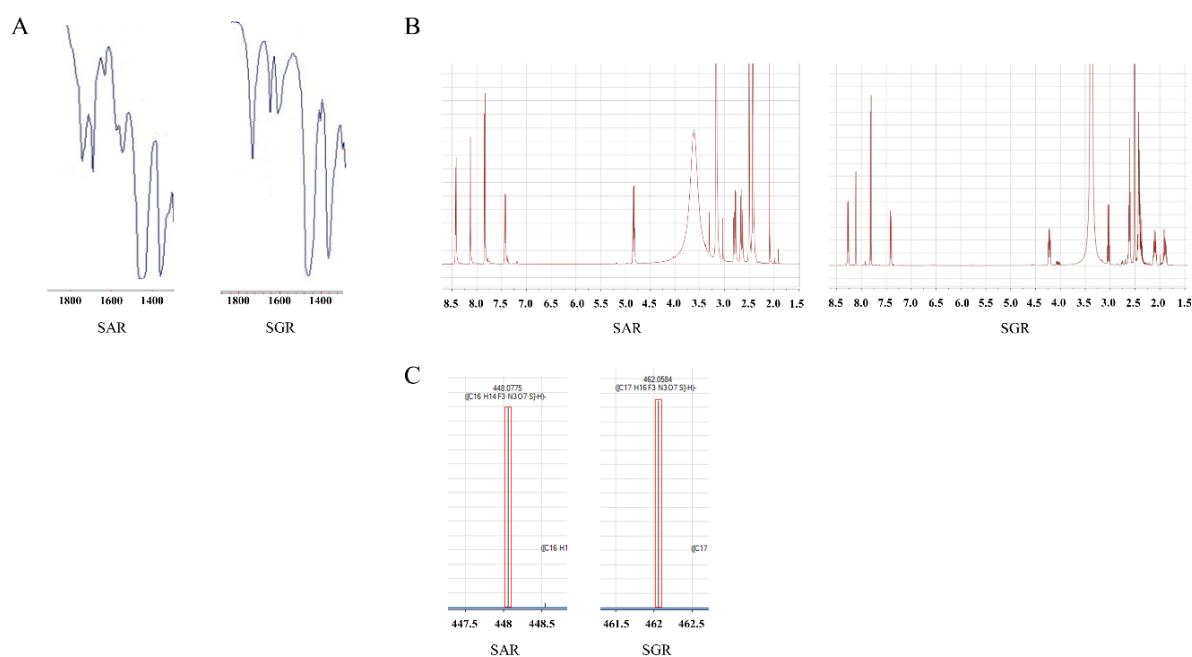 A
1800 1600 1400
SAR
1800 1600 1400
SGR
B
8.5 8.0 7.5 7.0 6.5 6.0 5.5 5.0 4.5 4.0 3.5 3.0 2.5 2.0 1.5
SAR
8.5 8.0 7.5 7.0 6.5 6.0 5.5 5.0 4.5 4.0 3.5 3.0 2.5 2.0 1.5
SGR
C
448.0775
([C16 H14 F3 N3 O7 S]-H)-
([C16 H1
447.5 448 448.5
SAR
462.0584
([C17 H16 F3 N3 O7 S]-H)-
([C17
461.5 462 462.5
SGR